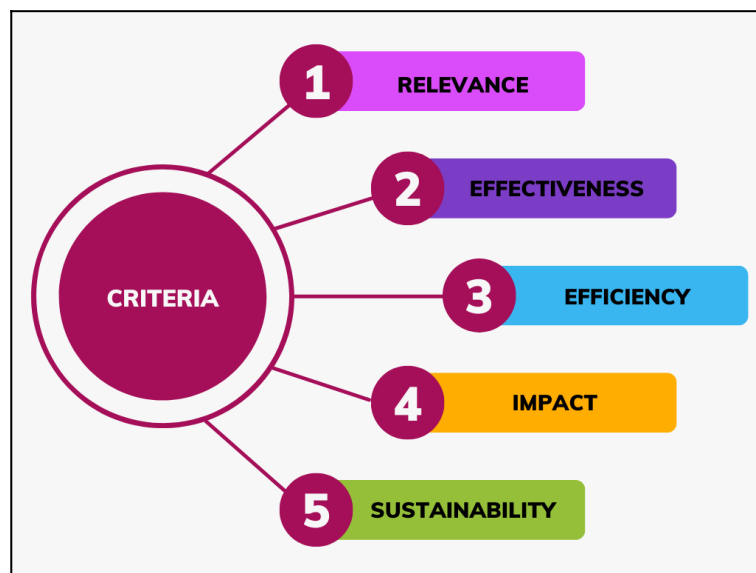 CRITERIA
1 RELEVANCE
2 EFFECTIVENESS
3 EFFICIENCY
4 IMPACT
5 SUSTAINABILITY